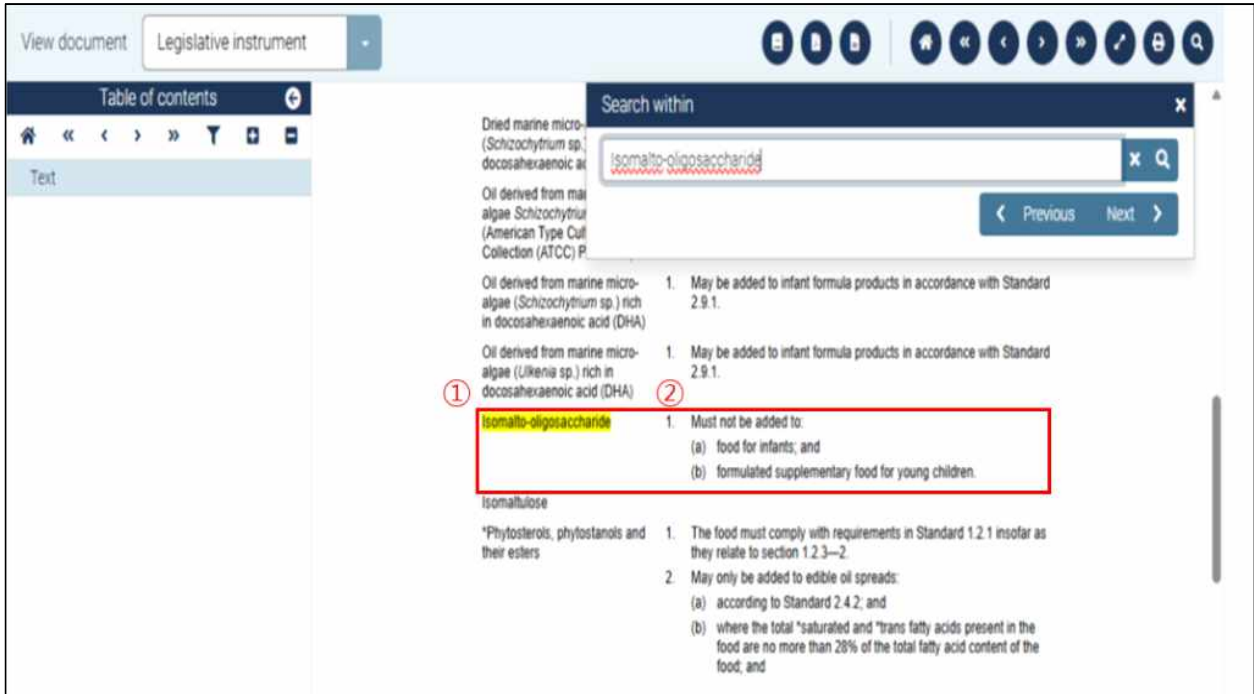 View document
Legislative instrument
Table of contents
Text
Search within
Isomalto-oligosaccharide
Previous
Next
Dried marine micro-
(Schizochytrium sp.
docosahexaenoic ac
Oil derived from mar
algae Schizochytriu
(American Type Cul
Collection (ATCC) P
Oil derived from marine micro-
algae (Schizochytrium sp.) rich
in docosahexaenoic acid (DHA)
1. May be added to infant formula products in accordance with Standard
2.9.1.
Oil derived from marine micro-
algae (Ulkenia sp.) rich in
docosahexaenoic acid (DHA)
1. May be added to infant formula products in accordance with Standard
2.9.1.
① ②
Isomalto-oligosaccharide
1. Must not be added to:
(a) food for infants; and
(b) formulated supplementary food for young children.
Isomaltulose
*Phytosterols, phytostanols and
their esters
1. The food must comply with requirements in Standard 1.2.1 insofar as
they relate to section 1.2.3—2.
2. May only be added to edible oil spreads:
(a) according to Standard 2.4.2; and
(b) where the total *saturated and *trans fatty acids present in the
food are no more than 28% of the total fatty acid content of the
food; and